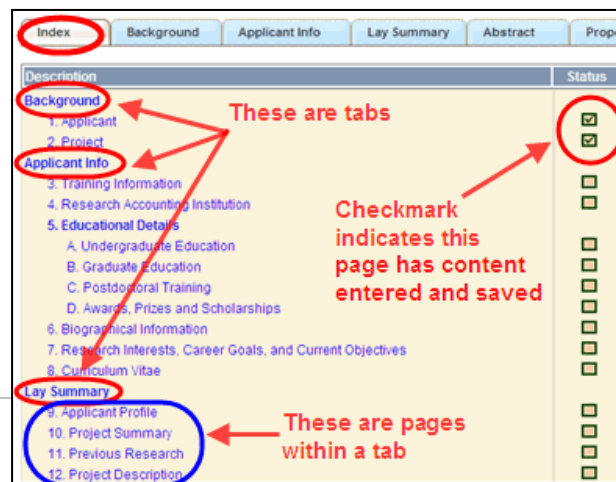 Index Background Applicant Info Lay Summary Abstract
Description Status
Background
These are tabs
1. Applicant
2. Project
Applicant Info
3. Training Information
4. Research Accounting Institution
5. Educational Details
A. Undergraduate Education
B. Graduate Education
C. Postdoctoral Training
D. Awards, Prizes and Scholarships
Checkmark
indicates this
page has content
entered and saved
6. Biographical Information
7. Research Interests, Career Goals, and Current Objectives
8. Curriculum Vitae
Lay Summary
9. Applicant Profile
10. Project Summary
11. Previous Research
12. Project Description
These are pages
within a tab